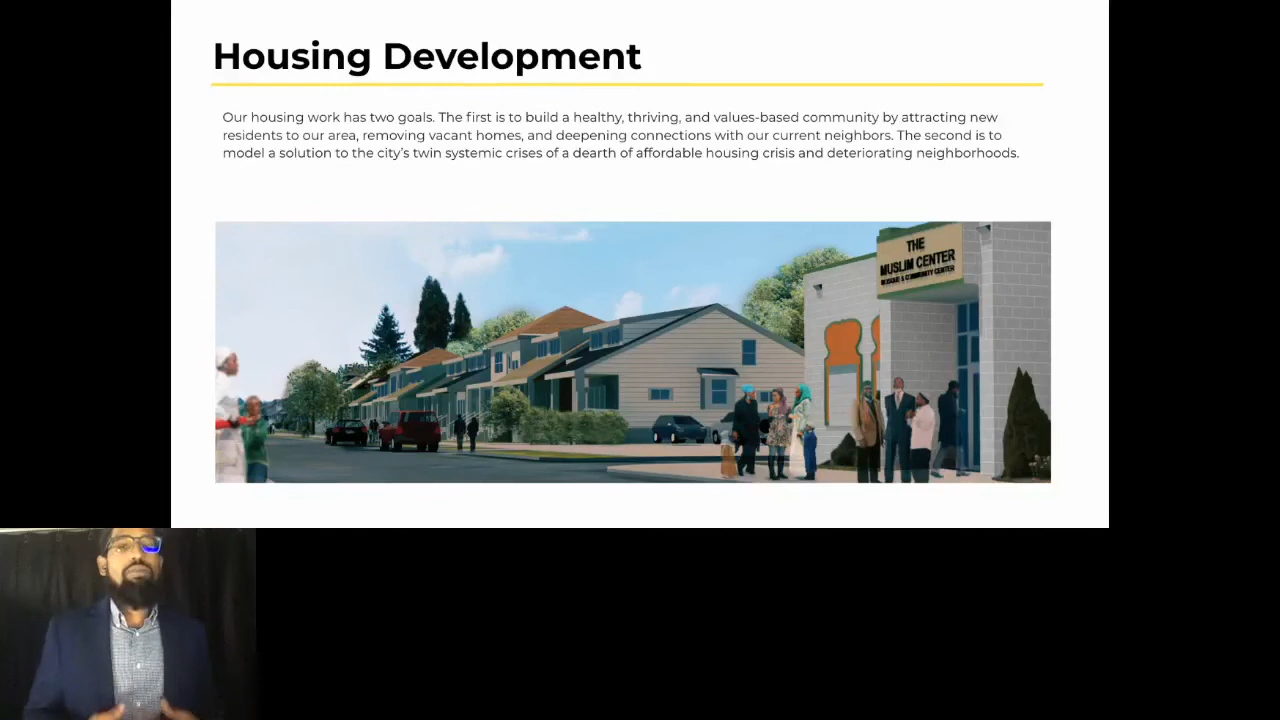 Housing Development
Our housing work has two goals. The first is to build a healthy, thriving, and values-based community by attracting new
residents to our area, removing vacant homes, and deepening connections with our current neighbors. The second is to
model a solution to the city's twin systemic crises of a dearth of affordable housing crisis and deteriorating neighborhoods.
THE
MUSLIM CENTER
MOSQUE & COMMUNITY CENTER